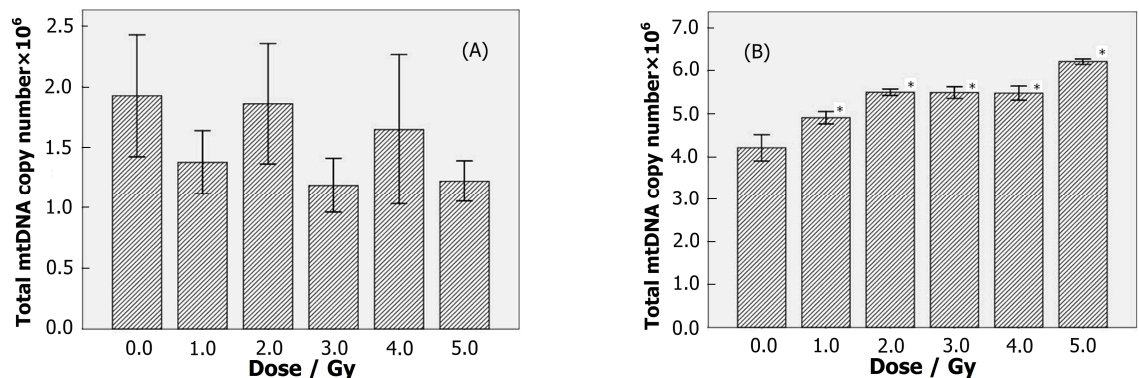 Total mtDNA copy number×10⁶
2.5
2.0
1.5
1.0
0.5
0.0
(A)
0.0 1.0 2.0 3.0 4.0 5.0
Dose / Gy
Total mtDNA copy number×10⁶
7.0
6.0
5.0
4.0
3.0
2.0
1.0
0.0
(B)
* * * * *
0.0 1.0 2.0 3.0 4.0 5.0
Dose / Gy